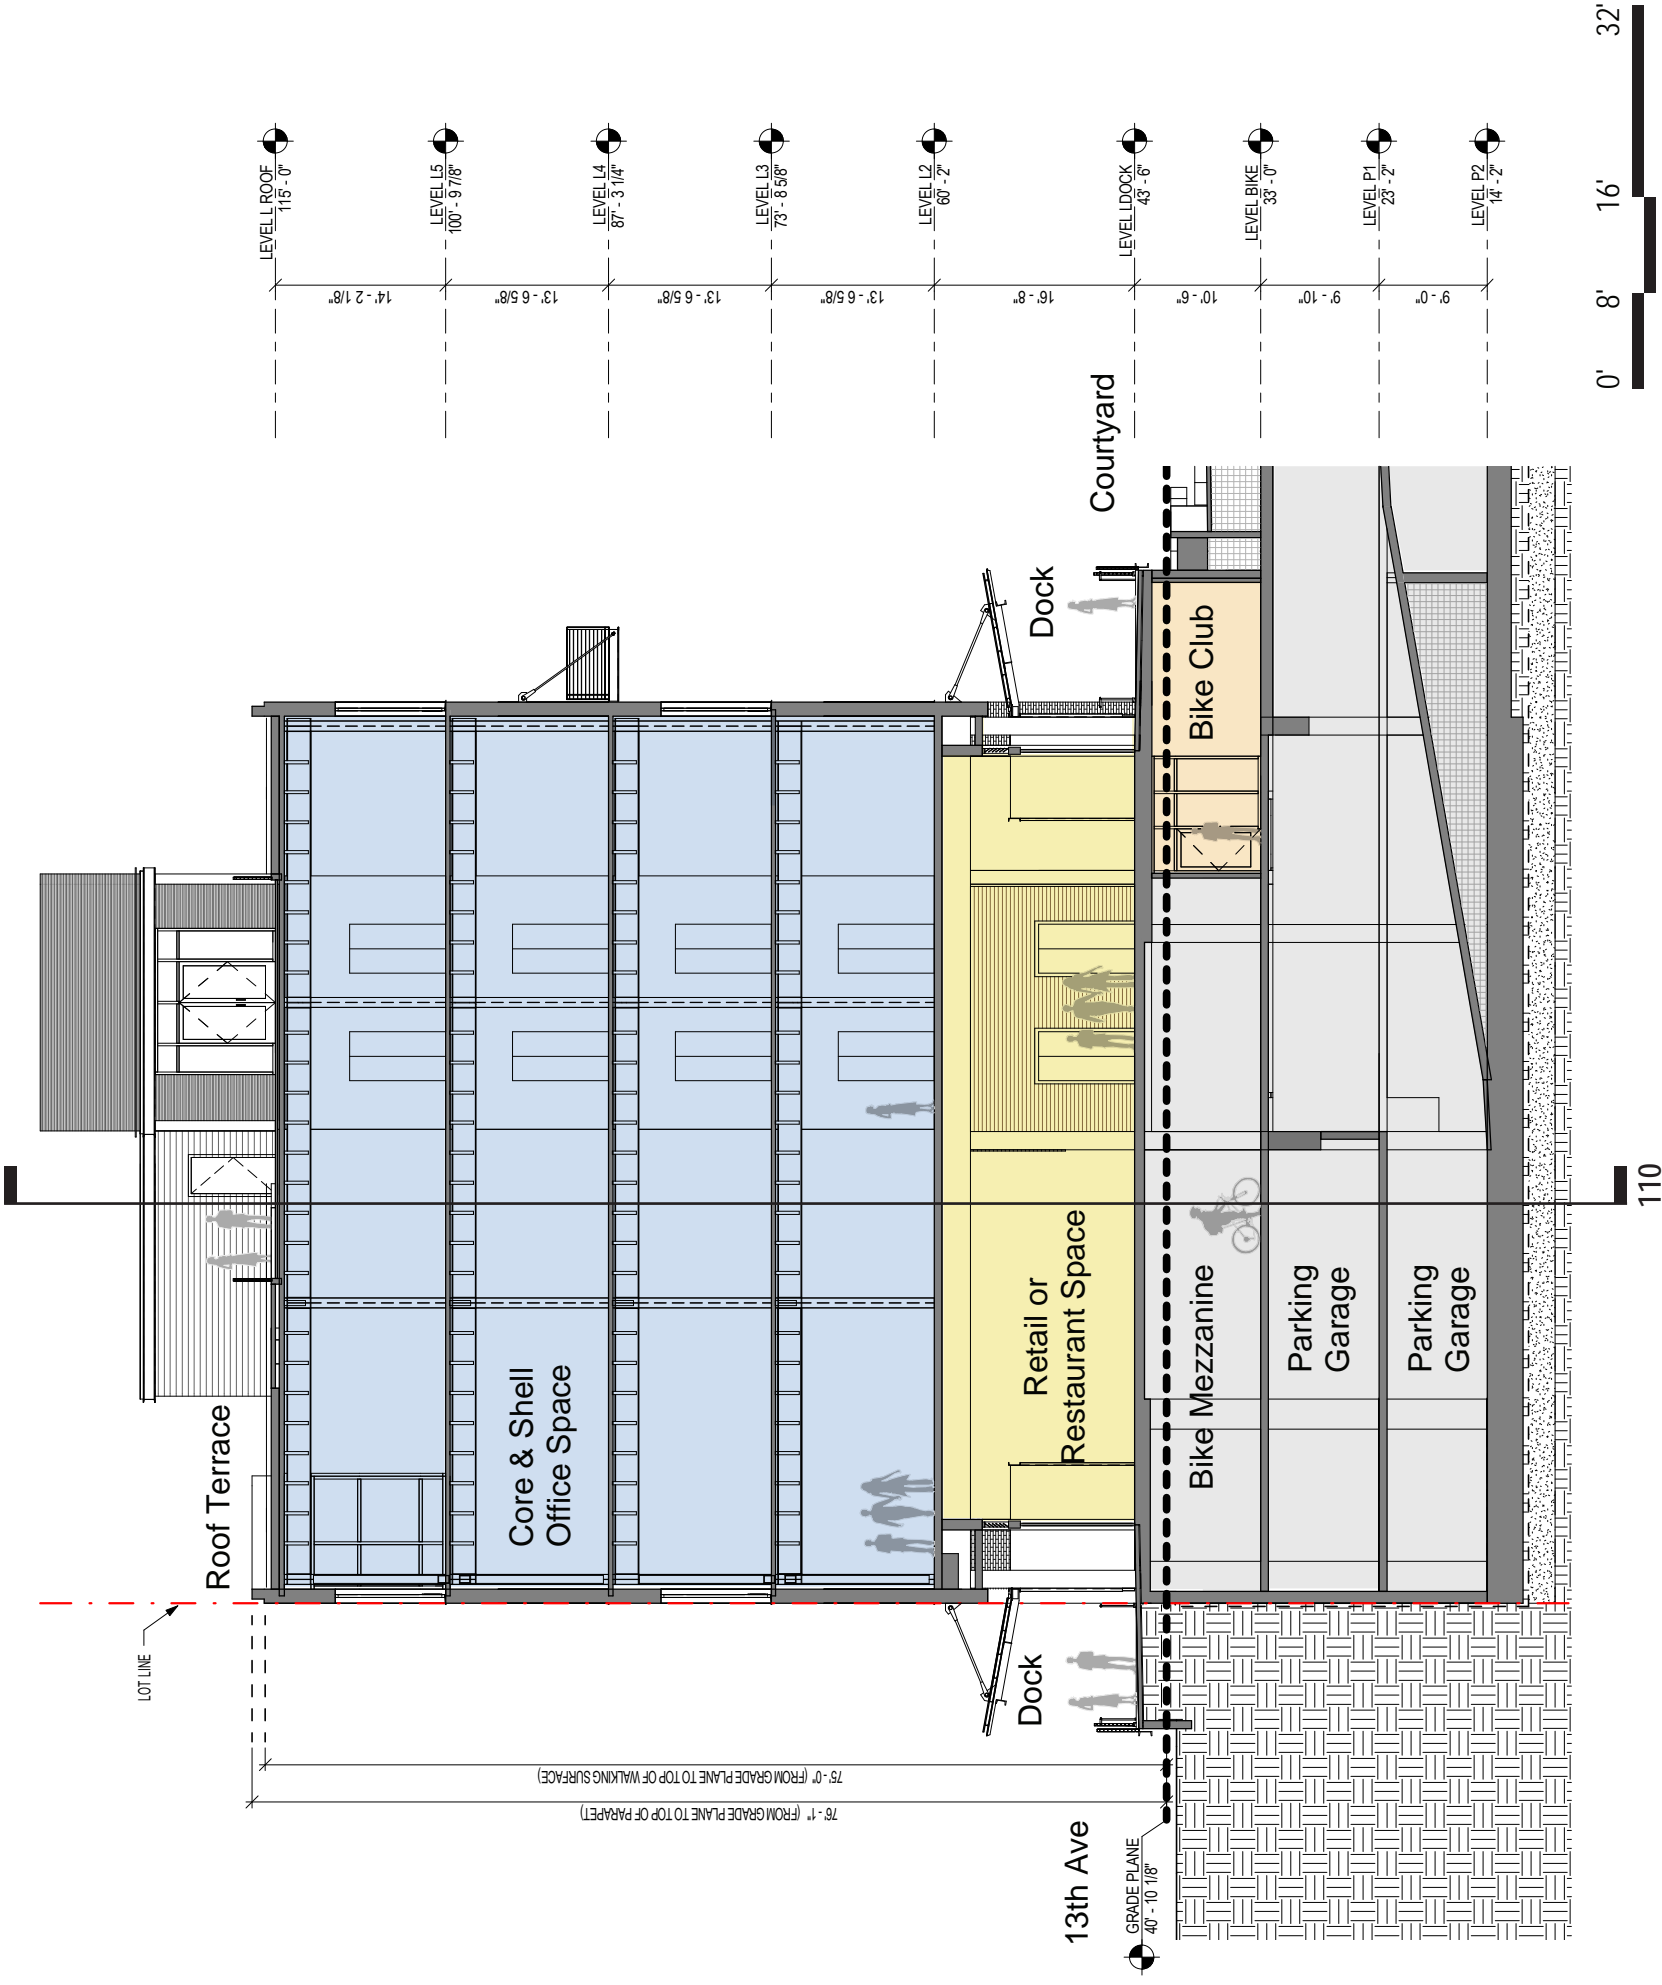 Roof Terrace
LOT LINE
Core & Shell
Office Space
Retail or
Restaurant Space
Dock
Dock
Courtyard
Bike Club
Bike Mezzanine
Parking
Garage
Parking
Garage
13th Ave
GRADE PLANE
40' - 10 1/8"
75' - 0" (FROM GRADE PLANE TO TOP OF WALKING SURFACE)
76' - 1" (FROM GRADE PLANE TO TOP OF PARAPET)
LEVEL L ROOF
115' - 0"
14' - 2 1/8"
LEVEL L5
100' - 9 7/8"
13' - 6 5/8"
LEVEL L4
87' - 3 1/4"
13' - 6 5/8"
LEVEL L3
73' - 8 5/8"
13' - 6 5/8"
LEVEL L2
60' - 2"
16' - 8"
LEVEL LDOCK
43' - 6"
10' - 6"
LEVEL BIKE
33' - 0"
9' - 10"
LEVEL P1
23' - 2"
9' - 0"
LEVEL P2
14' - 2"
110
0' 8' 16' 32'